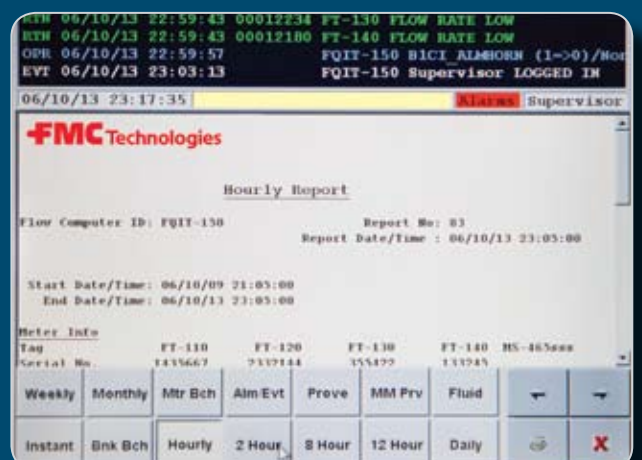 RTN 06/10/13 22:59:43 00012234 FT-130 FLOW RATE LOW
RTN 06/10/13 22:59:43 00012180 FT-140 FLOW RATE LOW
OPR 06/10/13 22:59:57 FQIT-150 B1CI_ALMHORN (1->0)/Nor
EVT 06/10/13 23:03:13 FQIT-150 Supervisor LOGGED IN
06/10/13 23:17:35 Alarms Supervisor
FMC Technologies
Hourly Report
Flow Computer ID: FQIT-150 Report No: 83
Report Date/Time : 06/10/13 23:05:00
Start Date/Time: 06/10/09 21:05:00
End Date/Time: 06/10/13 23:05:00
Meter Info
Tag FT-110 FT-120 FT-130 FT-140
Serial No. 1435667 2332144 355422 133245
Weekly Monthly Mtr Bch Alm/Evt Prove MM Prv Fluid
Instant Bnk Bch Hourly 2 Hour 8 Hour 12 Hour Daily X